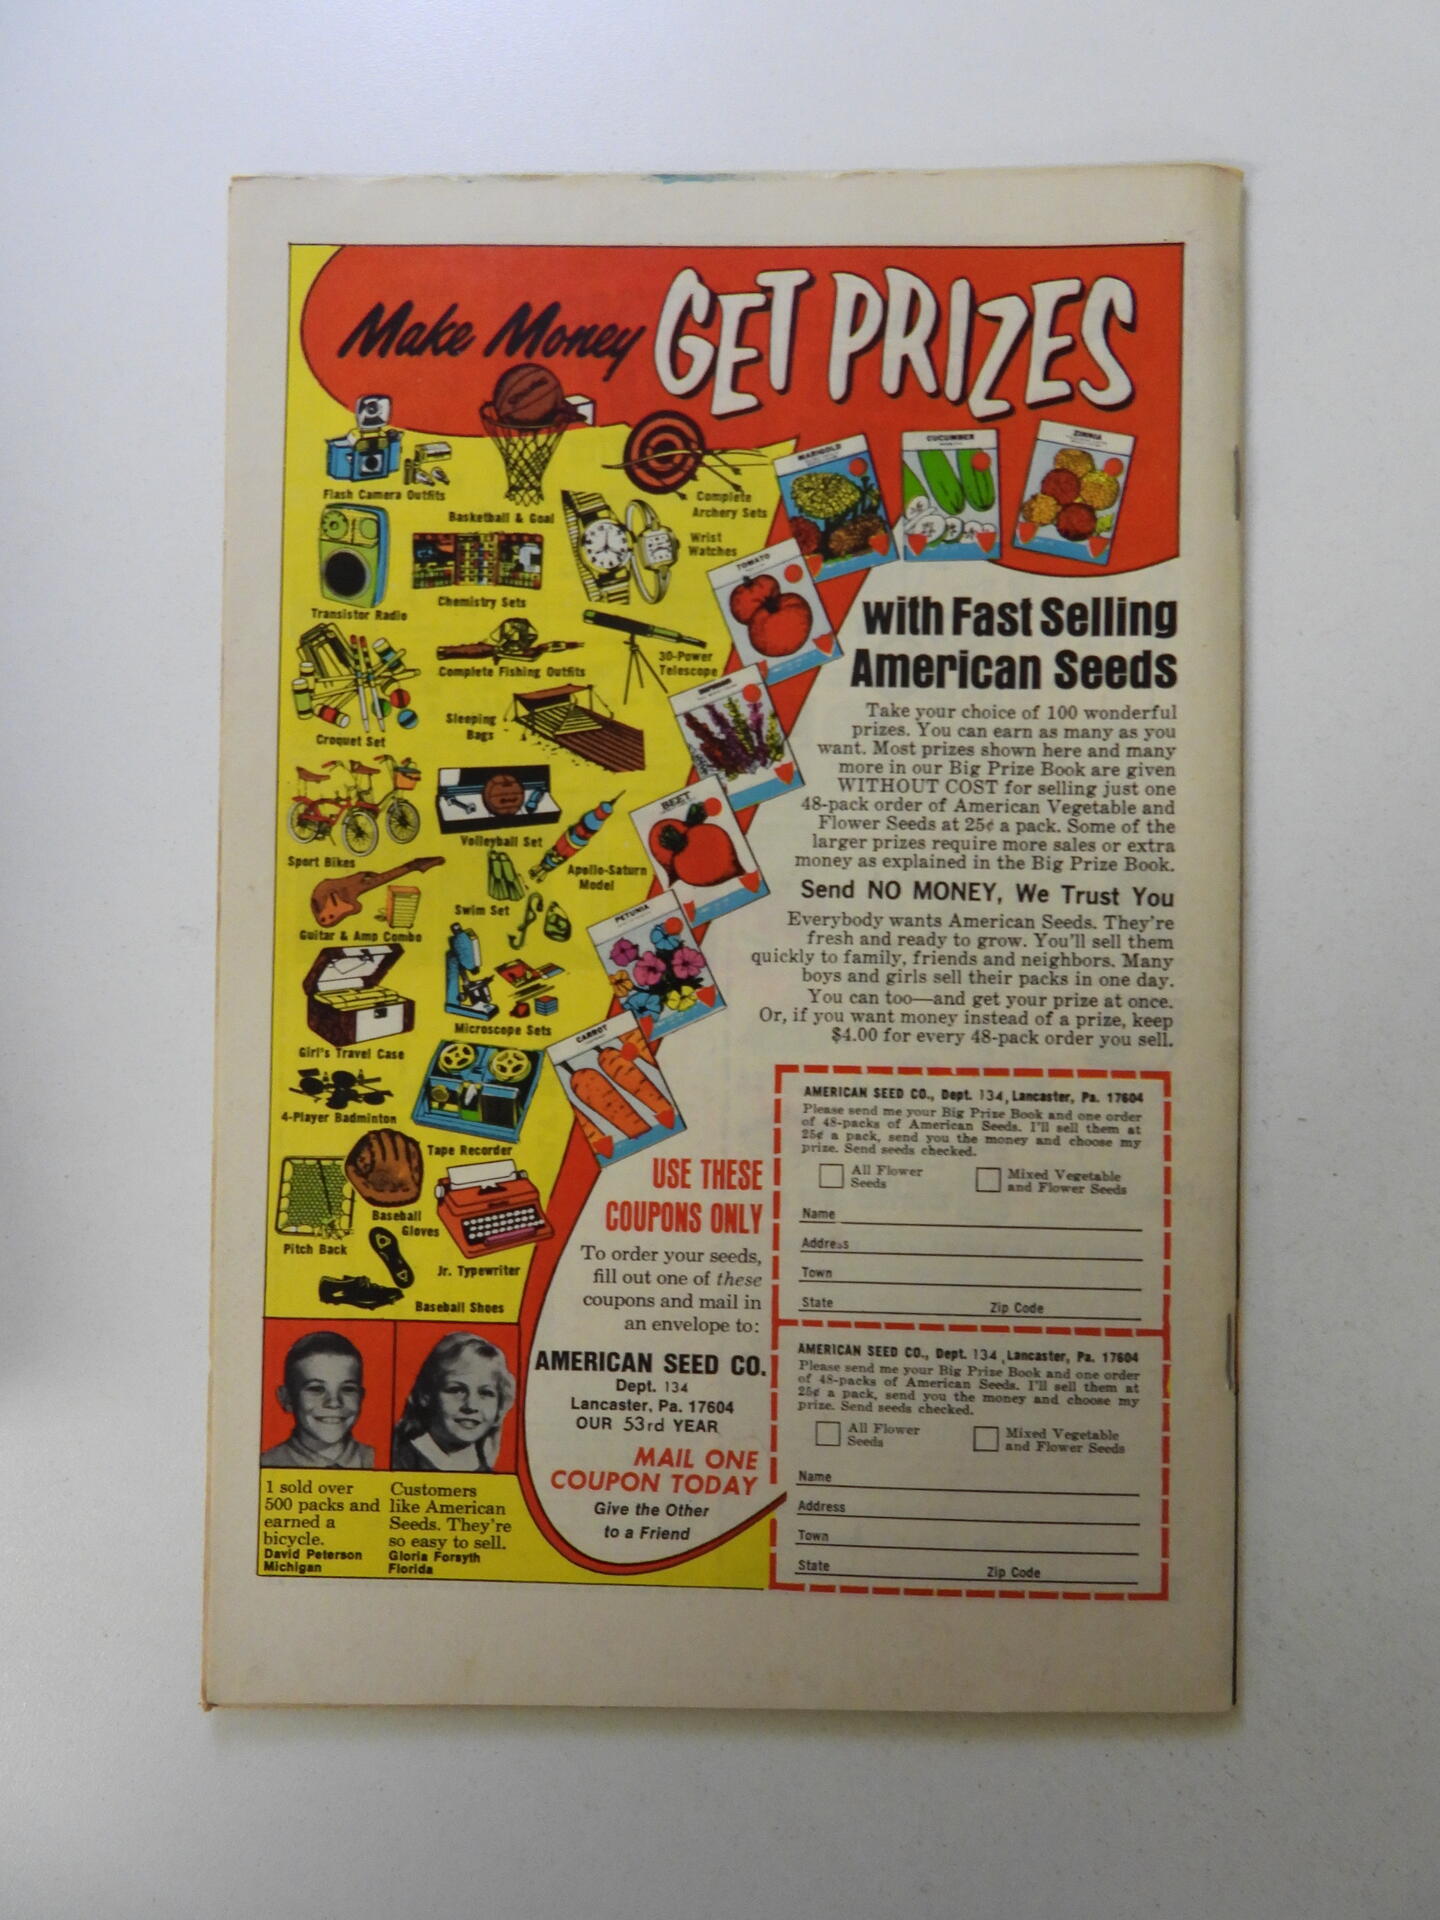 Make Money GET PRIZES
Flash Camera Outfits
Basketball & Goal
Complete
Archery Sets
Wrist
Watches
Transistor Radio
Chemistry Sets
Complete Fishing Outfits
30-Power
Telescope
Croquet Set
Sleeping
Bags
Sport Bikes
Volleyball Set
Apollo-Saturn
Model
Swim Set
Guitar & Amp Combo
Girl's Travel Case
Microscope Sets
4-Player Badminton
Tape Recorder
Baseball
Gloves
Pitch Back
Jr. Typewriter
Baseball Shoes
MARIGOLD
CUCUMBER
ZINNIA
TOMATO
BEET
PETUNIA
CARROT
with Fast Selling
American Seeds
Take your choice of 100 wonderful
prizes. You can earn as many as you
want. Most prizes shown here and many
more in our Big Prize Book are given
WITHOUT COST for selling just one
48-pack order of American Vegetable and
Flower Seeds at 25¢ a pack. Some of the
larger prizes require more sales or extra
money as explained in the Big Prize Book.
Send NO MONEY, We Trust You
Everybody wants American Seeds. They're
fresh and ready to grow. You'll sell them
quickly to family, friends and neighbors. Many
boys and girls sell their packs in one day.
You can too—and get your prize at once.
Or, if you want money instead of a prize, keep
$4.00 for every 48-pack order you sell.
USE THESE
COUPONS ONLY
To order your seeds,
fill out one of these
coupons and mail in
an envelope to:
AMERICAN SEED CO.
Dept. 134
Lancaster, Pa. 17604
OUR 53rd YEAR
MAIL ONE
COUPON TODAY
Give the Other
to a Friend
AMERICAN SEED CO., Dept. 134, Lancaster, Pa. 17604
Please send me your Big Prize Book and one order
of 48-packs of American Seeds. I'll sell them at
25¢ a pack, send you the money and choose my
prize. Send seeds checked.
All Flower
Seeds
Mixed Vegetable
and Flower Seeds
Name
Address
Town
State Zip Code
AMERICAN SEED CO., Dept. 134, Lancaster, Pa. 17604
Please send me your Big Prize Book and one order
of 48-packs of American Seeds. I'll sell them at
25¢ a pack, send you the money and choose my
prize. Send seeds checked.
All Flower
Seeds
Mixed Vegetable
and Flower Seeds
Name
Address
Town
State Zip Code
I sold over
500 packs and
earned a
bicycle.
David Peterson
Michigan
Customers
like American
Seeds. They're
so easy to sell.
Gloria Forsyth
Florida